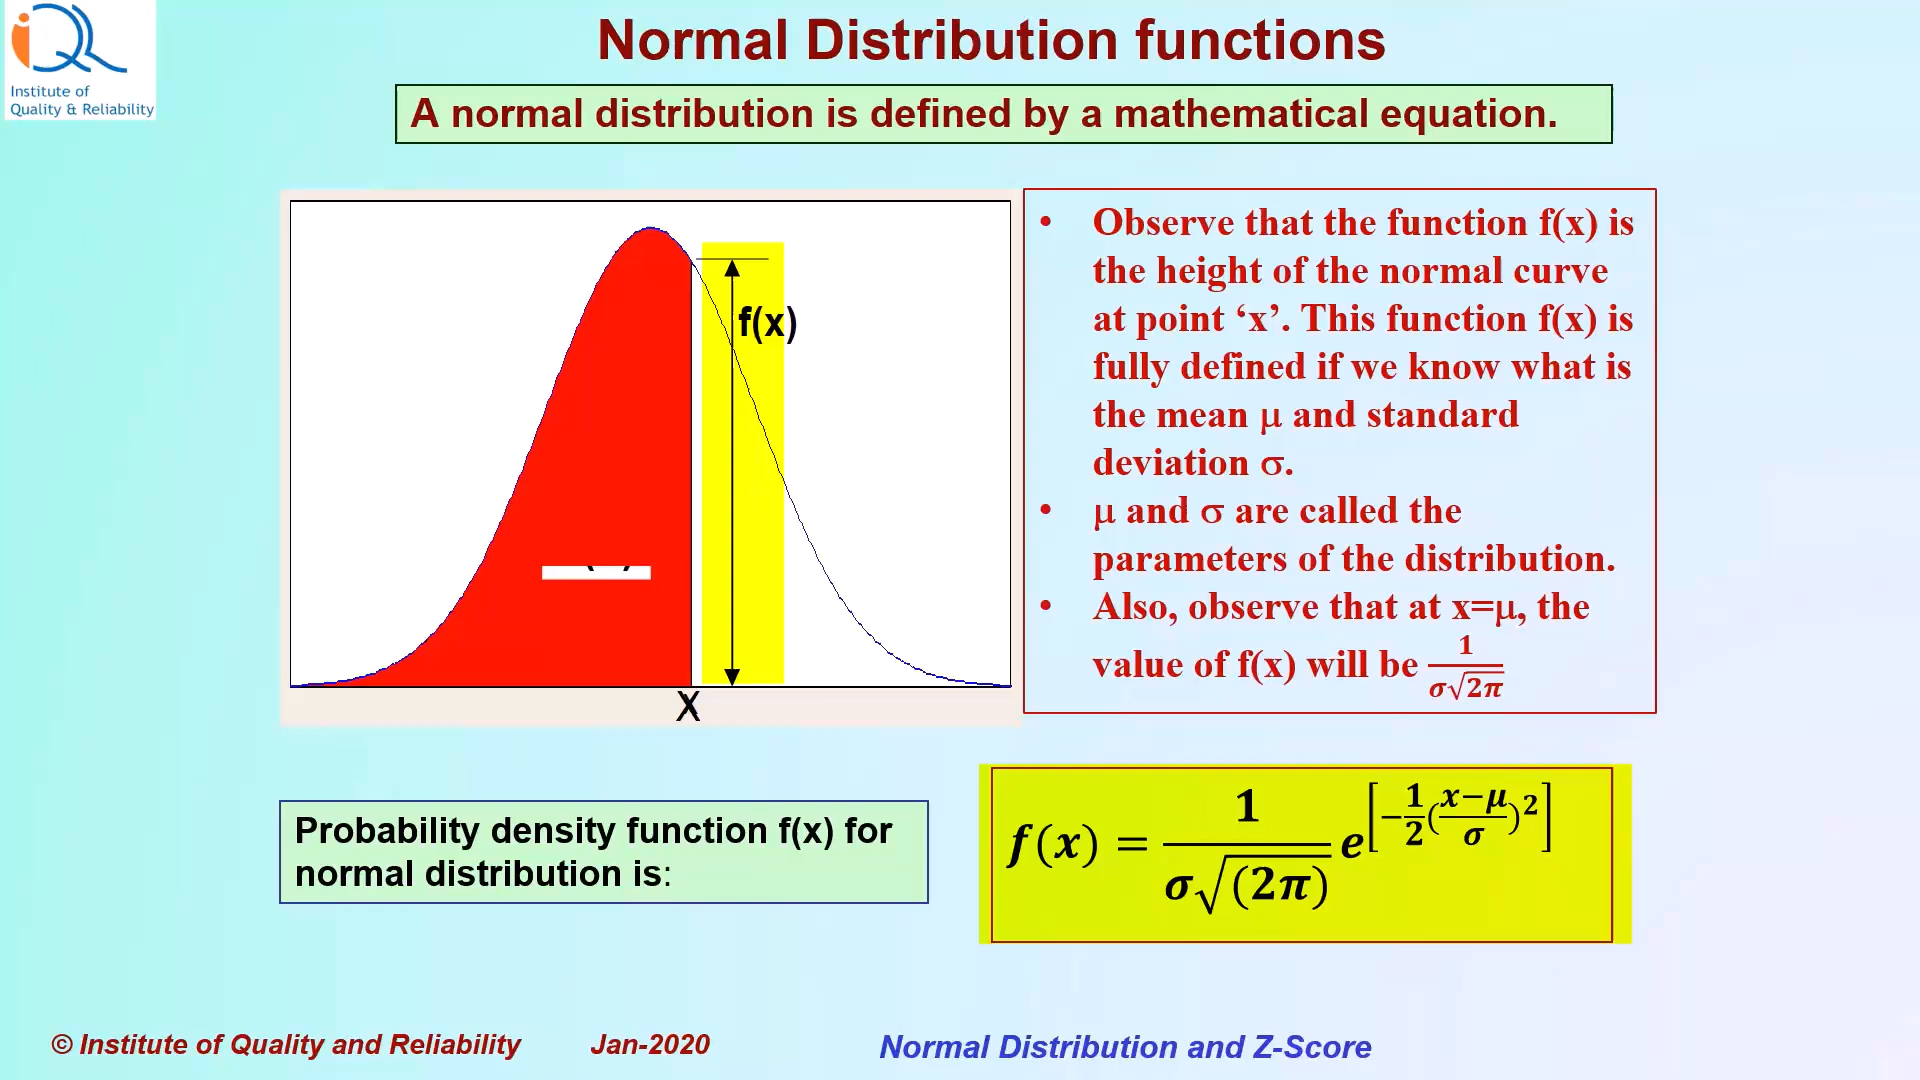 iQR
Institute of
Quality & Reliability
Normal Distribution functions
A normal distribution is defined by a mathematical equation.
f(x)
X
• Observe that the function f(x) is
the height of the normal curve
at point ‘x’. This function f(x) is
fully defined if we know what is
the mean μ and standard
deviation σ.
• μ and σ are called the
parameters of the distribution.
• Also, observe that at x=μ, the
value of f(x) will be 1/(σ√2π)
Probability density function f(x) for
normal distribution is:
f(x) = 1/(σ√(2π)) e^[−1/2((x−μ)/σ)^2]
© Institute of Quality and Reliability Jan-2020 Normal Distribution and Z-Score